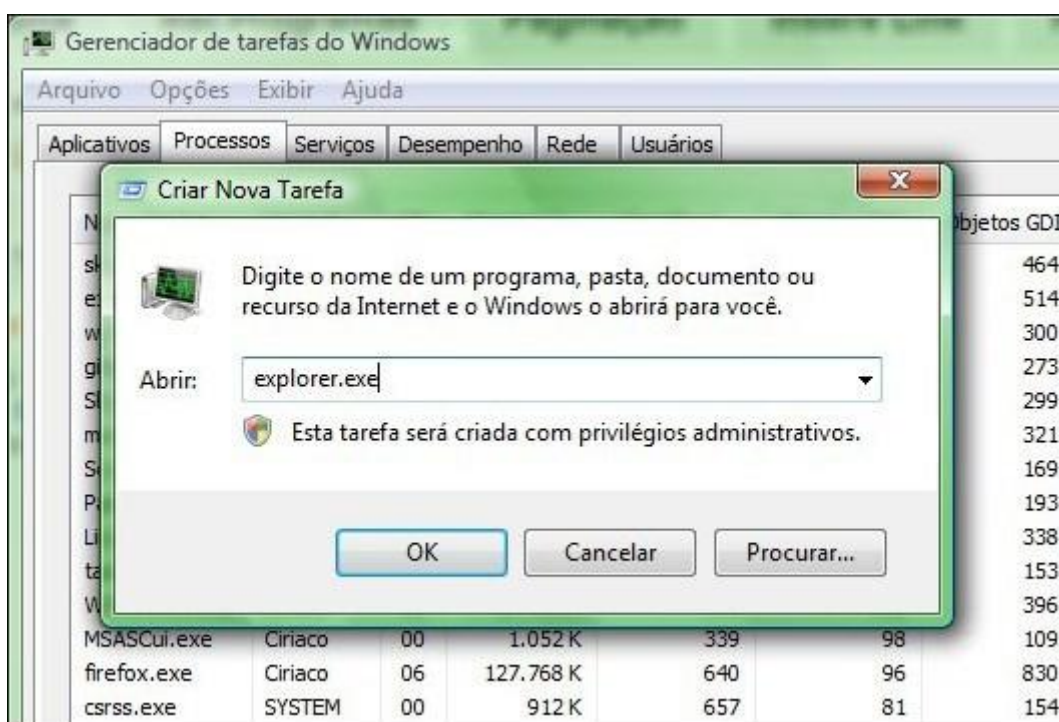 Gerenciador de tarefas do Windows
Arquivo Opções Exibir Ajuda
Aplicativos Processos Serviços Desempenho Rede Usuários
Criar Nova Tarefa
Objetos GDI
Digite o nome de um programa, pasta, documento ou
recurso da Internet e o Windows o abrirá para você.
Abrir: explorer.exe
Esta tarefa será criada com privilégios administrativos.
OK Cancelar Procurar...
464
514
300
273
299
321
169
193
338
153
396
MSASCui.exe Ciriaco 00 1.052 K 339 98 109
firefox.exe Ciriaco 06 127.768 K 640 96 830
csrss.exe SYSTEM 00 912 K 657 81 154